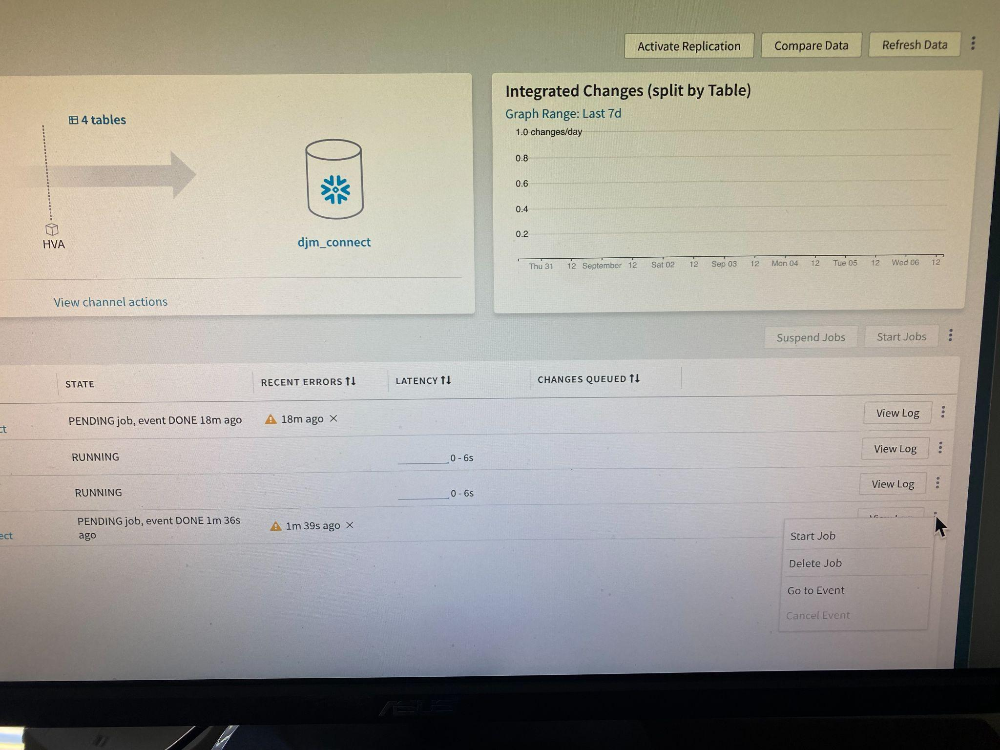 Activate Replication
Compare Data
Refresh Data
4 tables
HVA
djm_connect
View channel actions
Integrated Changes (split by Table)
Graph Range: Last 7d
1.0 changes/day
0.8
0.6
0.4
0.2
Thu 31 12 September 12 Sat 02 12 Sep 03 12 Mon 04 12 Tue 05 12 Wed 06 12
Suspend Jobs
Start Jobs
STATE
RECENT ERRORS
LATENCY
CHANGES QUEUED
ct
PENDING job, event DONE 18m ago
18m ago
View Log
RUNNING
0 - 6s
View Log
RUNNING
0 - 6s
View Log
ect
PENDING job, event DONE 1m 36s
ago
1m 39s ago
Start Job
Delete Job
Go to Event
Cancel Event
ASUS